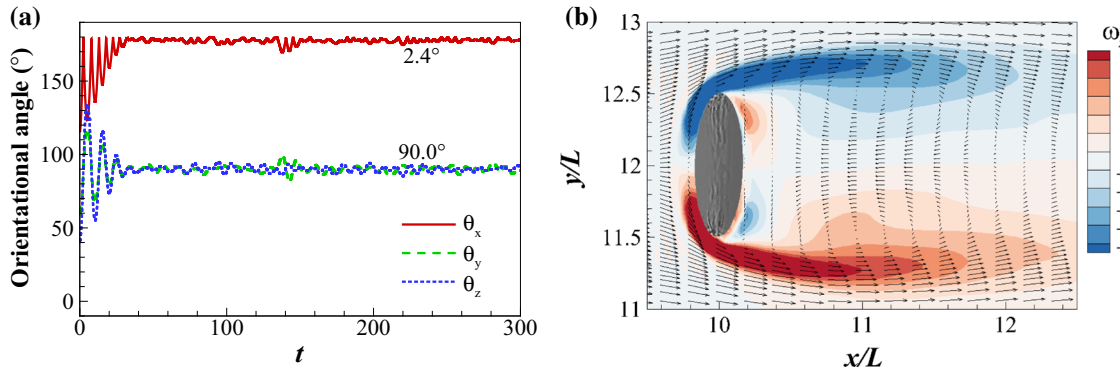 (a)
Orientational angle (°)
150
100
50
0
2.4°
90.0°
θx
θy
θz
0
100
200
300
t
(b)
13
12.5
12
11.5
11
y/L
10
11
12
x/L
ω
-
-
-
-